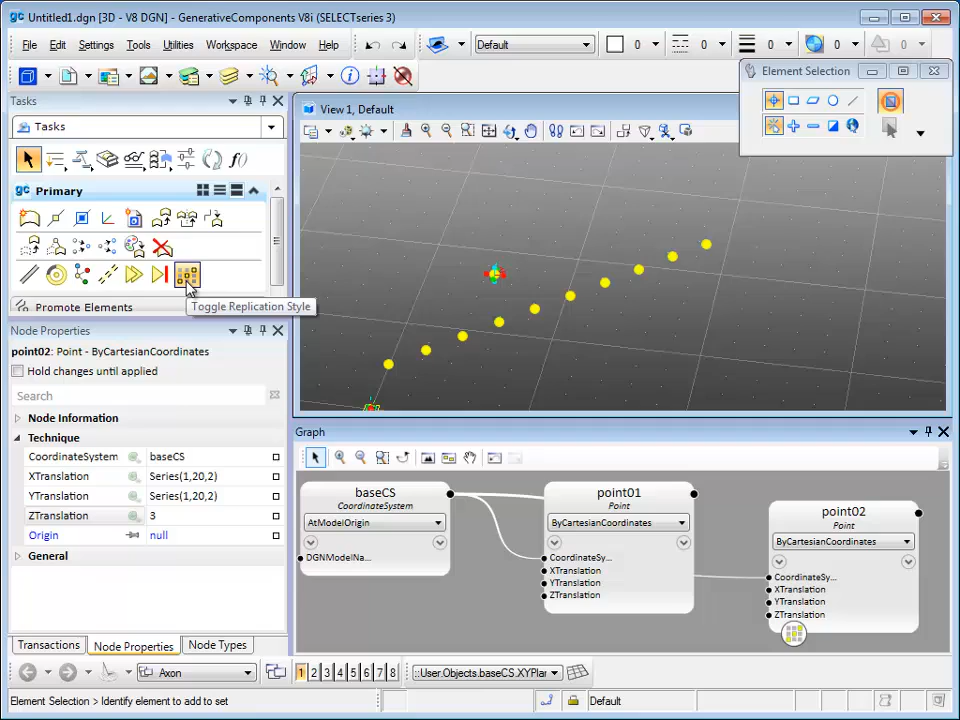 Untitled1.dgn [3D - V8 DGN] - GenerativeComponents V8i (SELECTseries 3)
File Edit Settings Tools Utilities Workspace Window Help
0 Default 0 0 0 0
Element Selection
Tasks
View 1, Default
Tasks
Primary
Toggle Replication Style
Promote Elements
Node Properties
point02: Point - ByCartesianCoordinates
Hold changes until applied
Search
Node Information
Technique
CoordinateSystem baseCS
XTranslation Series(1,20,2)
YTranslation Series(1,20,2)
ZTranslation 3
Origin null
General
Graph
baseCS
CoordinateSystem
AtModelOrigin
DGNModelNa...
point01
Point
ByCartesianCoordinates
CoordinateSy...
XTranslation
YTranslation
ZTranslation
point02
Point
ByCartesianCoordinates
CoordinateSy...
XTranslation
YTranslation
ZTranslation
Transactions Node Properties Node Types
Axon 1 2 3 4 5 6 7 8 ::User.Objects.baseCS.XYPlar
Element Selection > Identify element to add to set Default